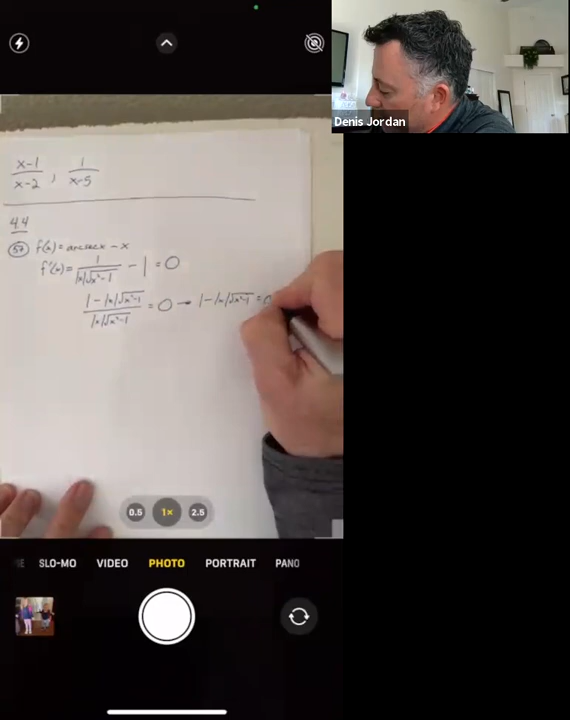 Denis Jordan
x-1/x-2 , 1/x-5
4.4
57 f(x) = arcsecx - x
f'(x) = 1/|x|√x²-1 - 1 = 0
1 - |x|√x²-1/|x|√x²-1 = 0 → 1 - |x|√x²-1 = 0
0.5 1× 2.5
SLO-MO VIDEO PHOTO PORTRAIT PANO